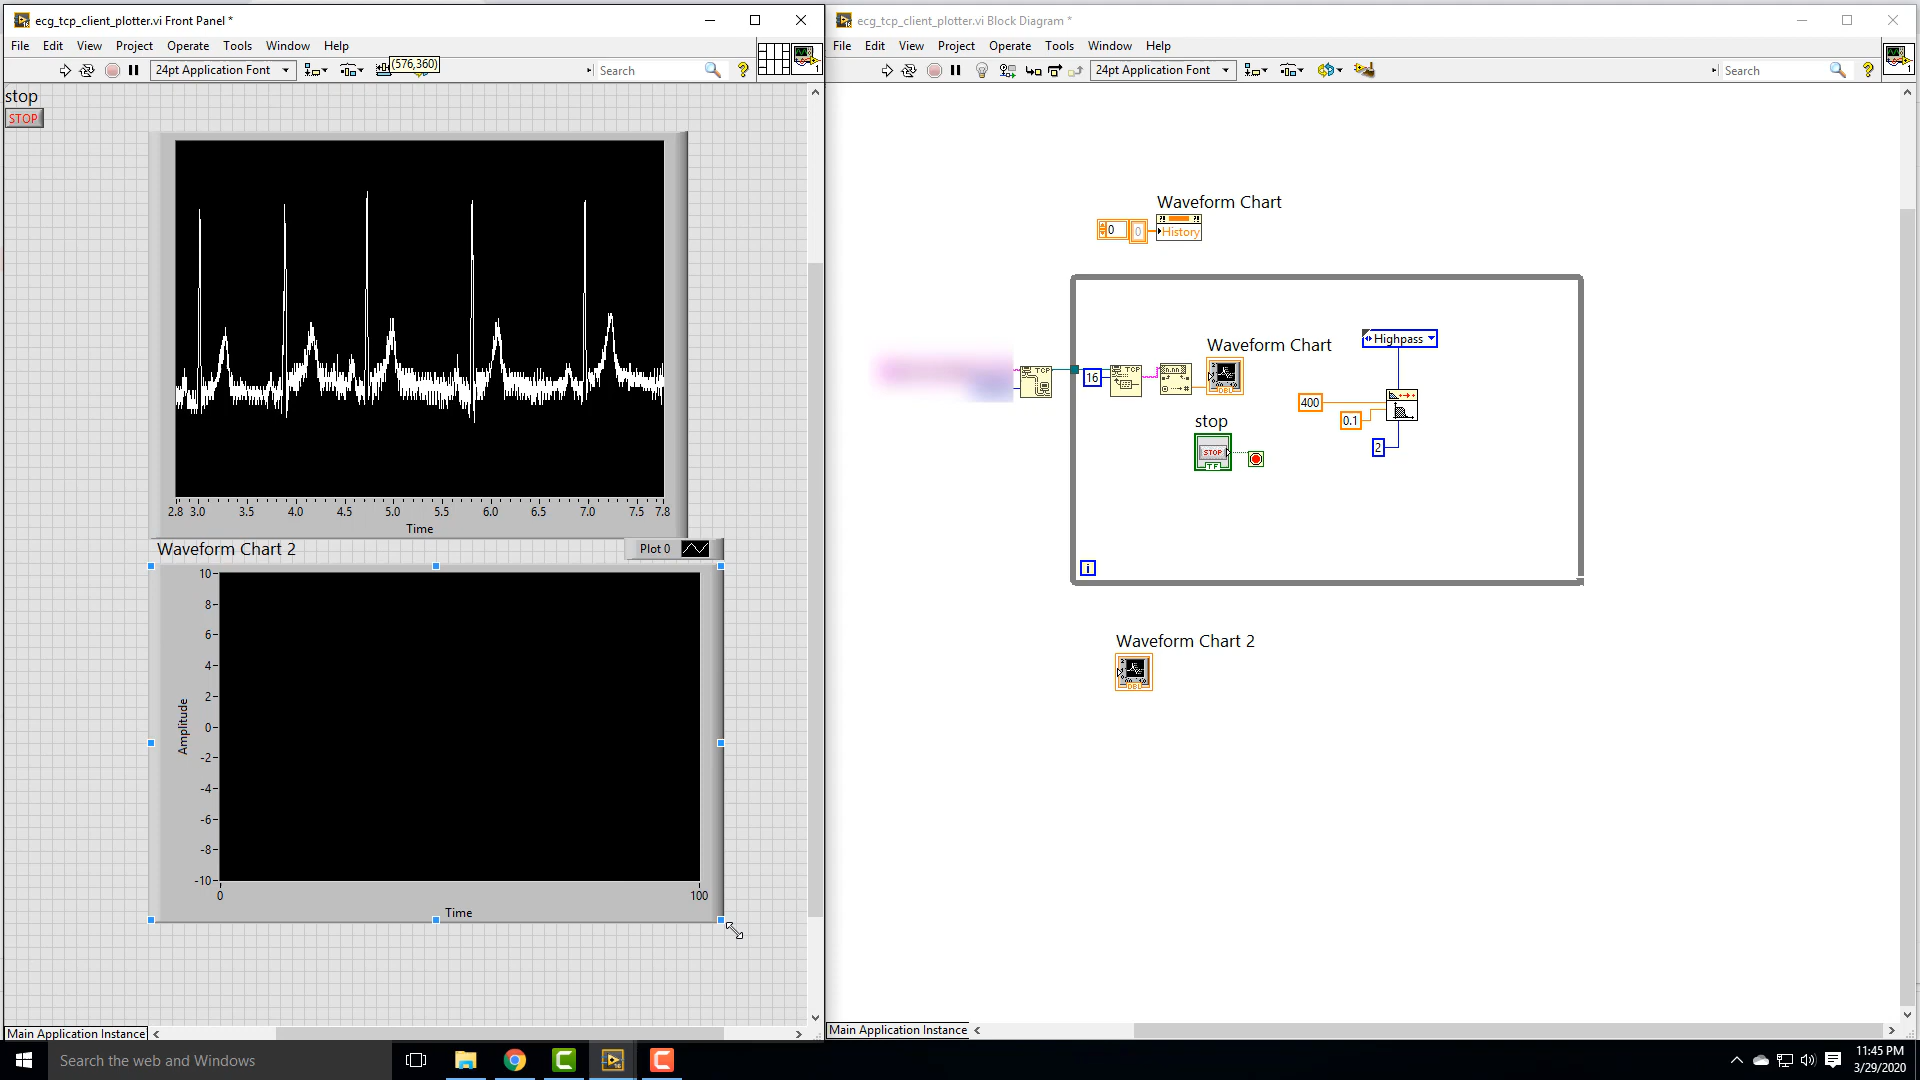 ecg_tcp_client_plotter.vi Front Panel *
File Edit View Project Operate Tools Window Help
24pt Application Font
(576,360)
Search
stop
STOP
2.8 3.0 3.5 4.0 4.5 5.0 5.5 6.0 6.5 7.0 7.5 7.8
Time
Waveform Chart 2
Plot 0
10
8
6
4
2
0
-2
-4
-6
-8
-10
Amplitude
0 100
Time
Main Application Instance
ecg_tcp_client_plotter.vi Block Diagram *
File Edit View Project Operate Tools Window Help
24pt Application Font
Search
Waveform Chart
0 0 History
Waveform Chart
Highpass
TCP
16
TCP
DBL
400
0.1
2
stop
STOP
TF
i
Waveform Chart 2
DBL
Main Application Instance
Search the web and Windows
11:45 PM
3/29/2020